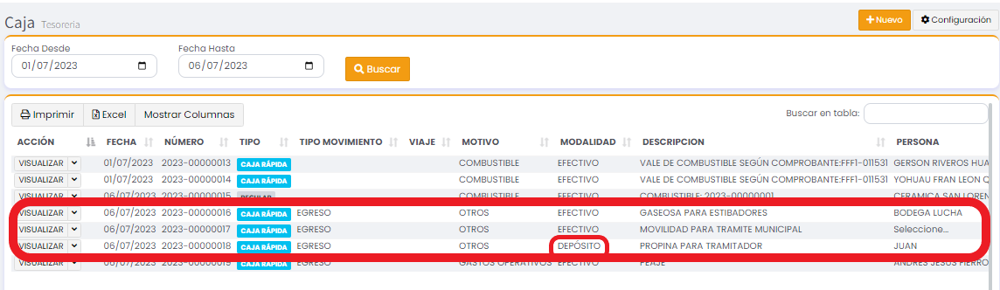 Caja Tesoreria
Nuevo Configuración
Fecha Desde Fecha Hasta
01/07/2023 06/07/2023 Buscar
Imprimir Excel Mostrar Columnas Buscar en tabla:
ACCIÓN FECHA NÚMERO TIPO TIPO MOVIMIENTO VIAJE MOTIVO MODALIDAD DESCRIPCION PERSONA
VISUALIZAR 01/07/2023 2023-00000013 CAJA RÁPIDA COMBUSTIBLE EFECTIVO VALE DE COMBUSTIBLE SEGÚN COMPROBANTE:FFF1-011531 GERSON RIVEROS HUA
VISUALIZAR 01/07/2023 2023-00000014 CAJA RÁPIDA COMBUSTIBLE EFECTIVO VALE DE COMBUSTIBLE SEGÚN COMPROBANTE:FFF1-011531 YOHUAU FRAN LEON Q
VISUALIZAR 06/07/2023 2023-00000015 REGULAR COMBUSTIBLE EFECTIVO COMBUSTIBLE: 2023-00000001 CERAMICA SAN LOREN
VISUALIZAR 06/07/2023 2023-00000016 CAJA RÁPIDA EGRESO OTROS EFECTIVO GASEOSA PARA ESTIBADORES BODEGA LUCHA
VISUALIZAR 06/07/2023 2023-00000017 CAJA RÁPIDA EGRESO OTROS EFECTIVO MOVILIDAD PARA TRAMITE MUNICIPAL Seleccione...
VISUALIZAR 06/07/2023 2023-00000018 CAJA RÁPIDA EGRESO OTROS DEPÓSITO PROPINA PARA TRAMITADOR JUAN
VISUALIZAR 06/07/2023 2023-00000019 CAJA RÁPIDA EGRESO GASTOS OPERATIVOS EFECTIVO PEAJE ANDRES JESUS FIERRO